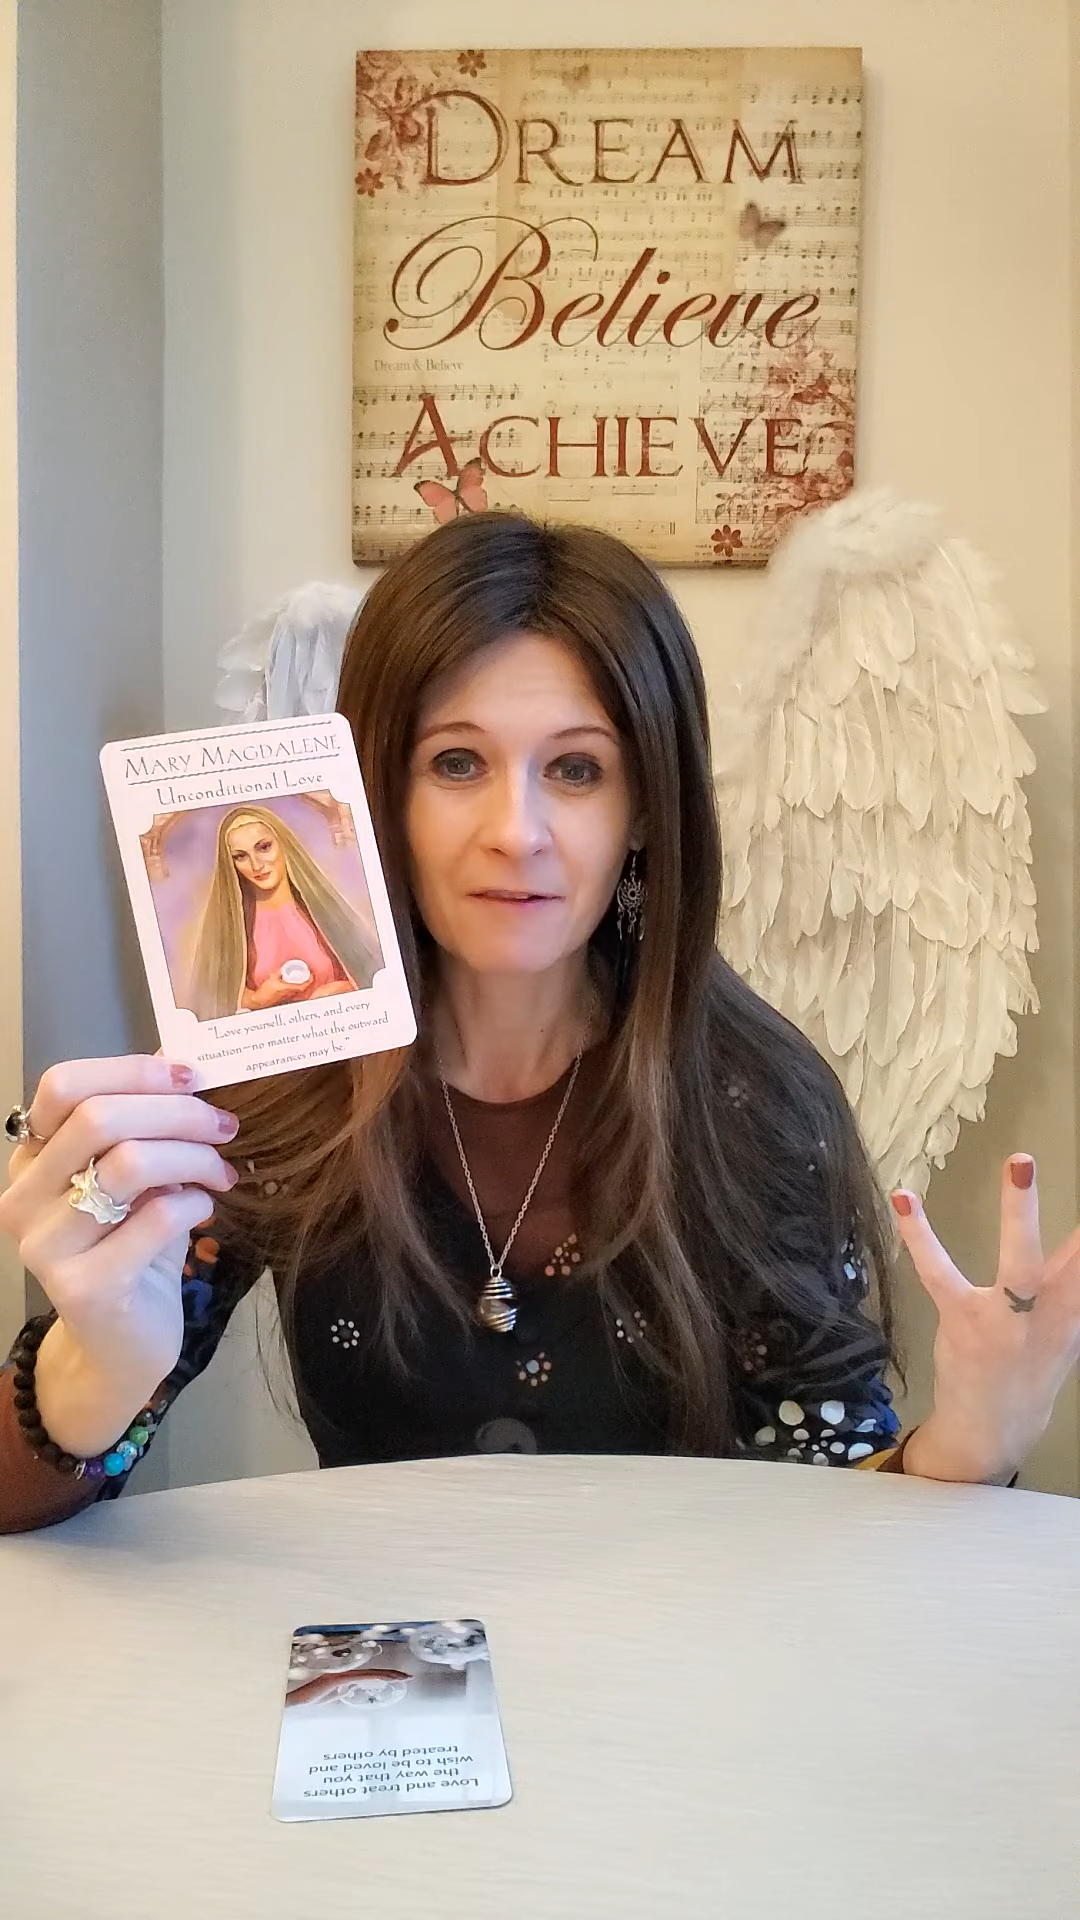 DREAM
Believe
Dream & Believe
ACHIEVE
MARY MAGDALENE
Unconditional Love
"Love yourself, others, and every
situation—no matter what the outward
appearances may be."
Love and treat others
the way that you
wish to be loved and
treated by others